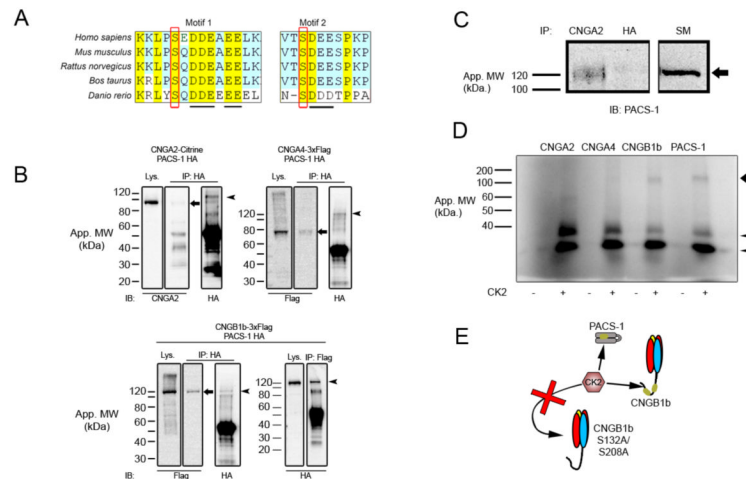 A
Motif 1
Motif 2
Homo sapiens KKLPSEDDEAEELK VTSDEESPKP
Mus musculus KKLPSQDDEAEELK VTSDEESPKP
Rattus norvegicus KKLPSQDDEAEELK VTSDEESPKP
Bos taurus KRLPSQDDEAEELK VTSDEESPKP
Danio rerio KRLYSQDDEEEEEL N-SDDDTPPA
B
CNGA2-Citrine
PACS-1 HA
Lys. IP: HA
120
80
60
50
40
30
20
App. MW
(kDa)
IB: CNGA2 HA
CNGA4-3xFlag
PACS-1 HA
Lys. IP: HA
120
80
60
50
40
30
Flag HA
CNGB1b-3xFlag
PACS-1 HA
Lys. IP: HA
120
80
60
50
40
30
App. MW
(kDa)
IB: Flag HA
Lys. IP: Flag
120
80
60
50
40
30
HA
C
IP: CNGA2 HA SM
App. MW
(kDa.)
120
100
IB: PACS-1
D
CNGA2 CNGA4 CNGB1b PACS-1
200
100
60
50
40
App. MW
(kDa.)
CK2 - + - + - + - +
E
PACS-1
CK2
CNGB1b
CNGB1b
S132A/
S208A